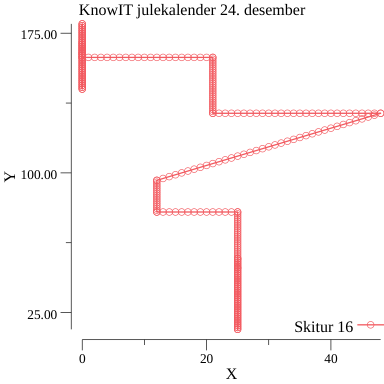 KnowIT julekalender 24. desember
175.00
100.00
25.00
Y
Skitur 16
0
20
40
X